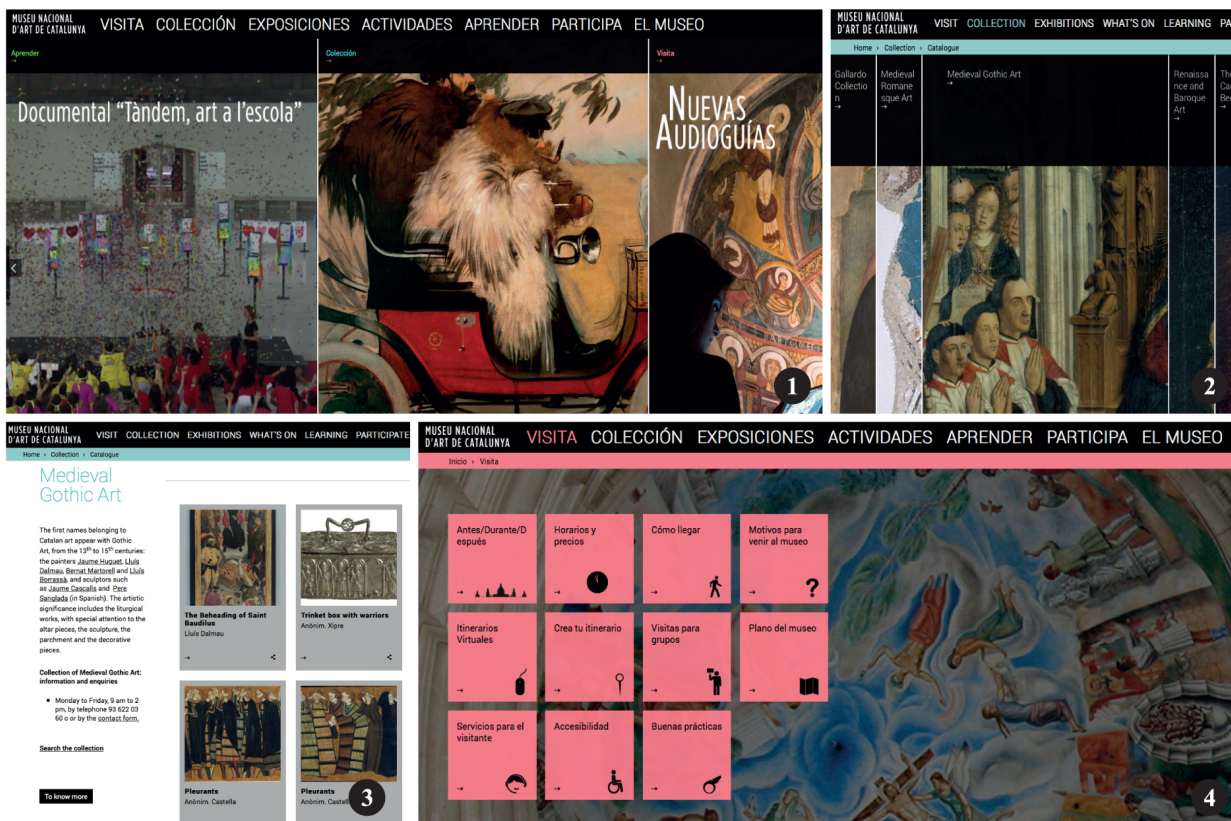 MUSEU NACIONAL
D'ART DE CATALUNYA
VISITA COLECCIÓN EXPOSICIONES ACTIVIDADES APRENDER PARTICIPA EL MUSEO
Aprender
→
Documental "Tàndem, art a l'escola"
Colección
→
Visita
→
NUEVAS
AUDIOGUÍAS
1
MUSEU NACIONAL
D'ART DE CATALUNYA
VISIT COLLECTION EXHIBITIONS WHAT'S ON LEARNING PA
Home › Collection › Catalogue
Gallardo
Collectio
n
→
Medieval
Romane
sque Art
→
Medieval Gothic Art
→
Renaissa
nce and
Baroque
Art
→
The
Ca
Be
→
2
MUSEU NACIONAL
D'ART DE CATALUNYA
VISIT COLLECTION EXHIBITIONS WHAT'S ON LEARNING PARTICIPATE
Home › Collection › Catalogue
Medieval
Gothic Art
The first names belonging to
Catalan art appear with Gothic
Art, from the 13th to 15th centuries:
the painters Jaume Huguet, Lluís
Dalmau, Bernat Martorell and Lluís
Borrassà, and sculptors such
as Jaume Cascalls and Pere
Sanglada (in Spanish). The artistic
significance includes the liturgical
works, with special attention to the
altar pieces, the sculpture, the
parchment and the decorative
pieces.
Collection of Medieval Gothic Art:
information and enquiries
• Monday to Friday, 9 am to 2
pm, by telephone 93 622 03
60 o or by the contact form.
Search the collection
To know more
The Beheading of Saint
Baudilus
Lluís Dalmau
→
Trinket box with warriors
Anònim. Xipre
→
Pleurants
Anònim. Castella
Pleurants
Anònim. Castell
3
MUSEU NACIONAL
D'ART DE CATALUNYA
VISITA COLECCIÓN EXPOSICIONES ACTIVIDADES APRENDER PARTICIPA EL MUSEO
Inicio › Visita
Antes/Durante/D
espués
→
Horarios y
precios
→
Cómo llegar
→
Motivos para
venir al museo
→ ?
Itinerarios
Virtuales
→
Crea tu itinerario
→
Visitas para
grupos
→
Plano del museo
→
Servicios para el
visitante
→
Accesibilidad
→
Buenas prácticas
→
4